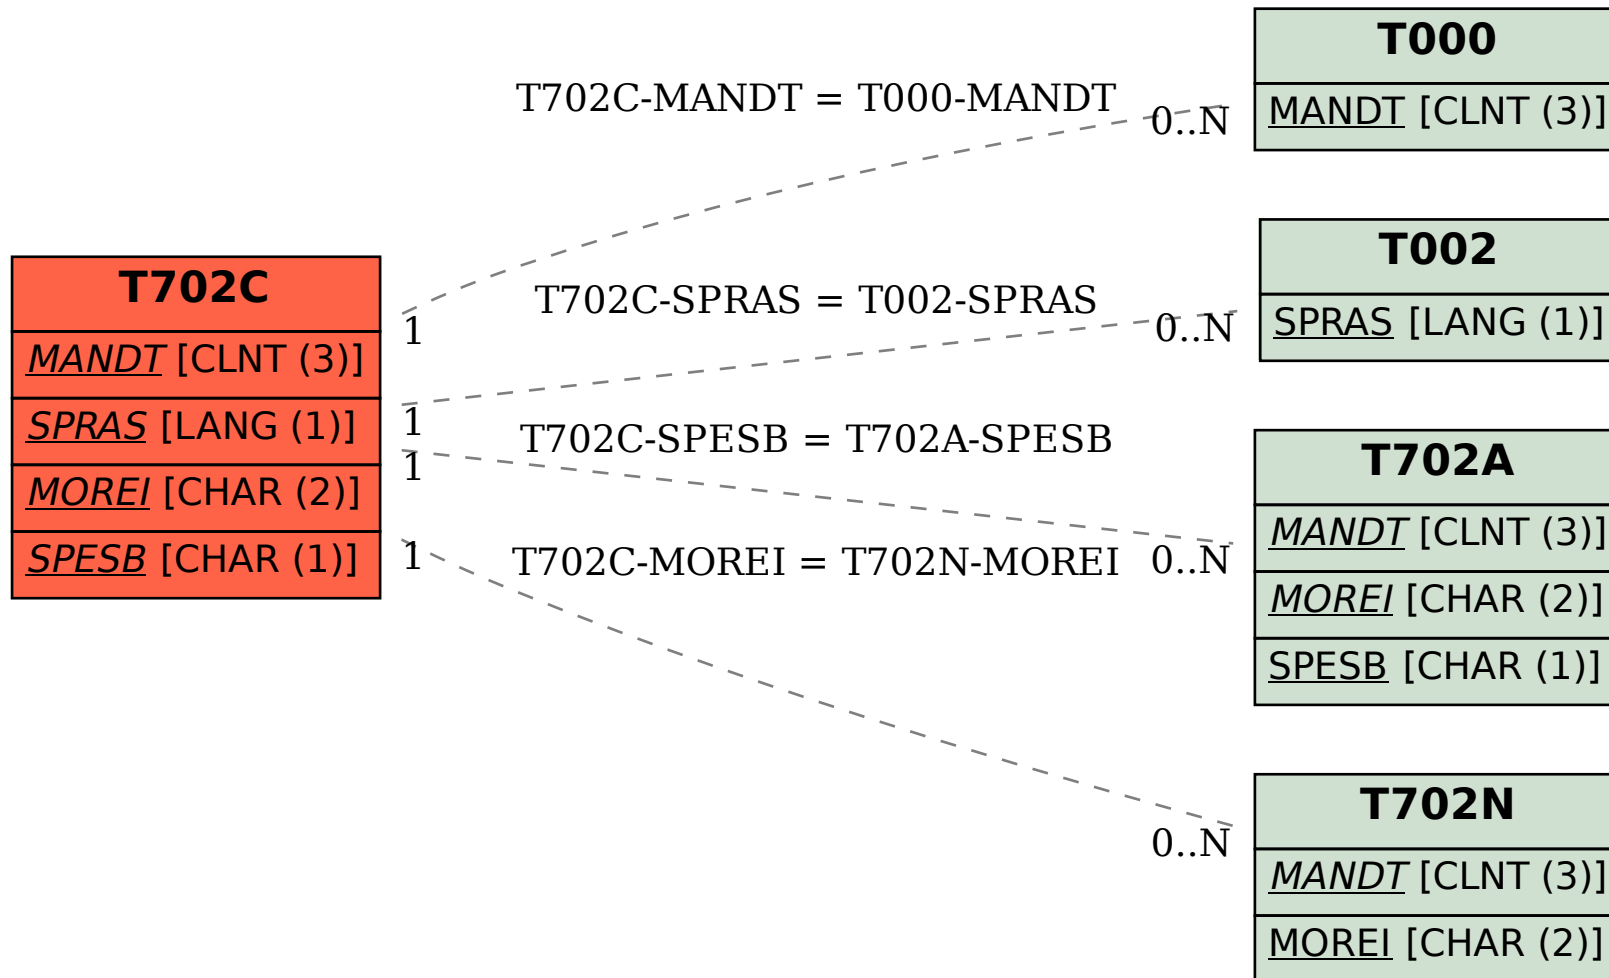 T702C
MANDT [CLNT (3)]
SPRAS [LANG (1)]
MOREI [CHAR (2)]
SPESB [CHAR (1)]
T702C-MANDT = T000-MANDT
1
0..N
T702C-SPRAS = T002-SPRAS
1
0..N
T702C-SPESB = T702A-SPESB
1
0..N
T702C-MOREI = T702N-MOREI
1
0..N
T000
MANDT [CLNT (3)]
T002
SPRAS [LANG (1)]
T702A
MANDT [CLNT (3)]
MOREI [CHAR (2)]
SPESB [CHAR (1)]
T702N
MANDT [CLNT (3)]
MOREI [CHAR (2)]